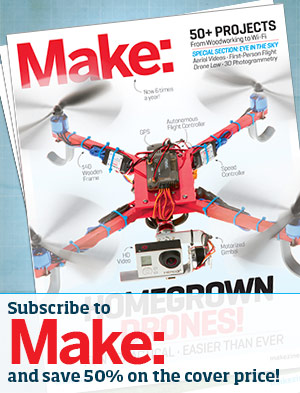 50+ PROJECTS
From Woodworking to Wi-Fi
SPECIAL SECTION: EYE IN THE SKY
Aerial Videos · First-Person Flight
Drone Law · 3D Photogrammetry
Make:
Now 6 times
a year!
Autonomous
Flight Controller
GPS
Wooden
Frame
Speed
Controller
HD
Video
Motorized
Gimbal
HOMEGROWN
DRONES!
- EASIER THAN EVER
Subscribe to
Make:
and save 50% on the cover price!